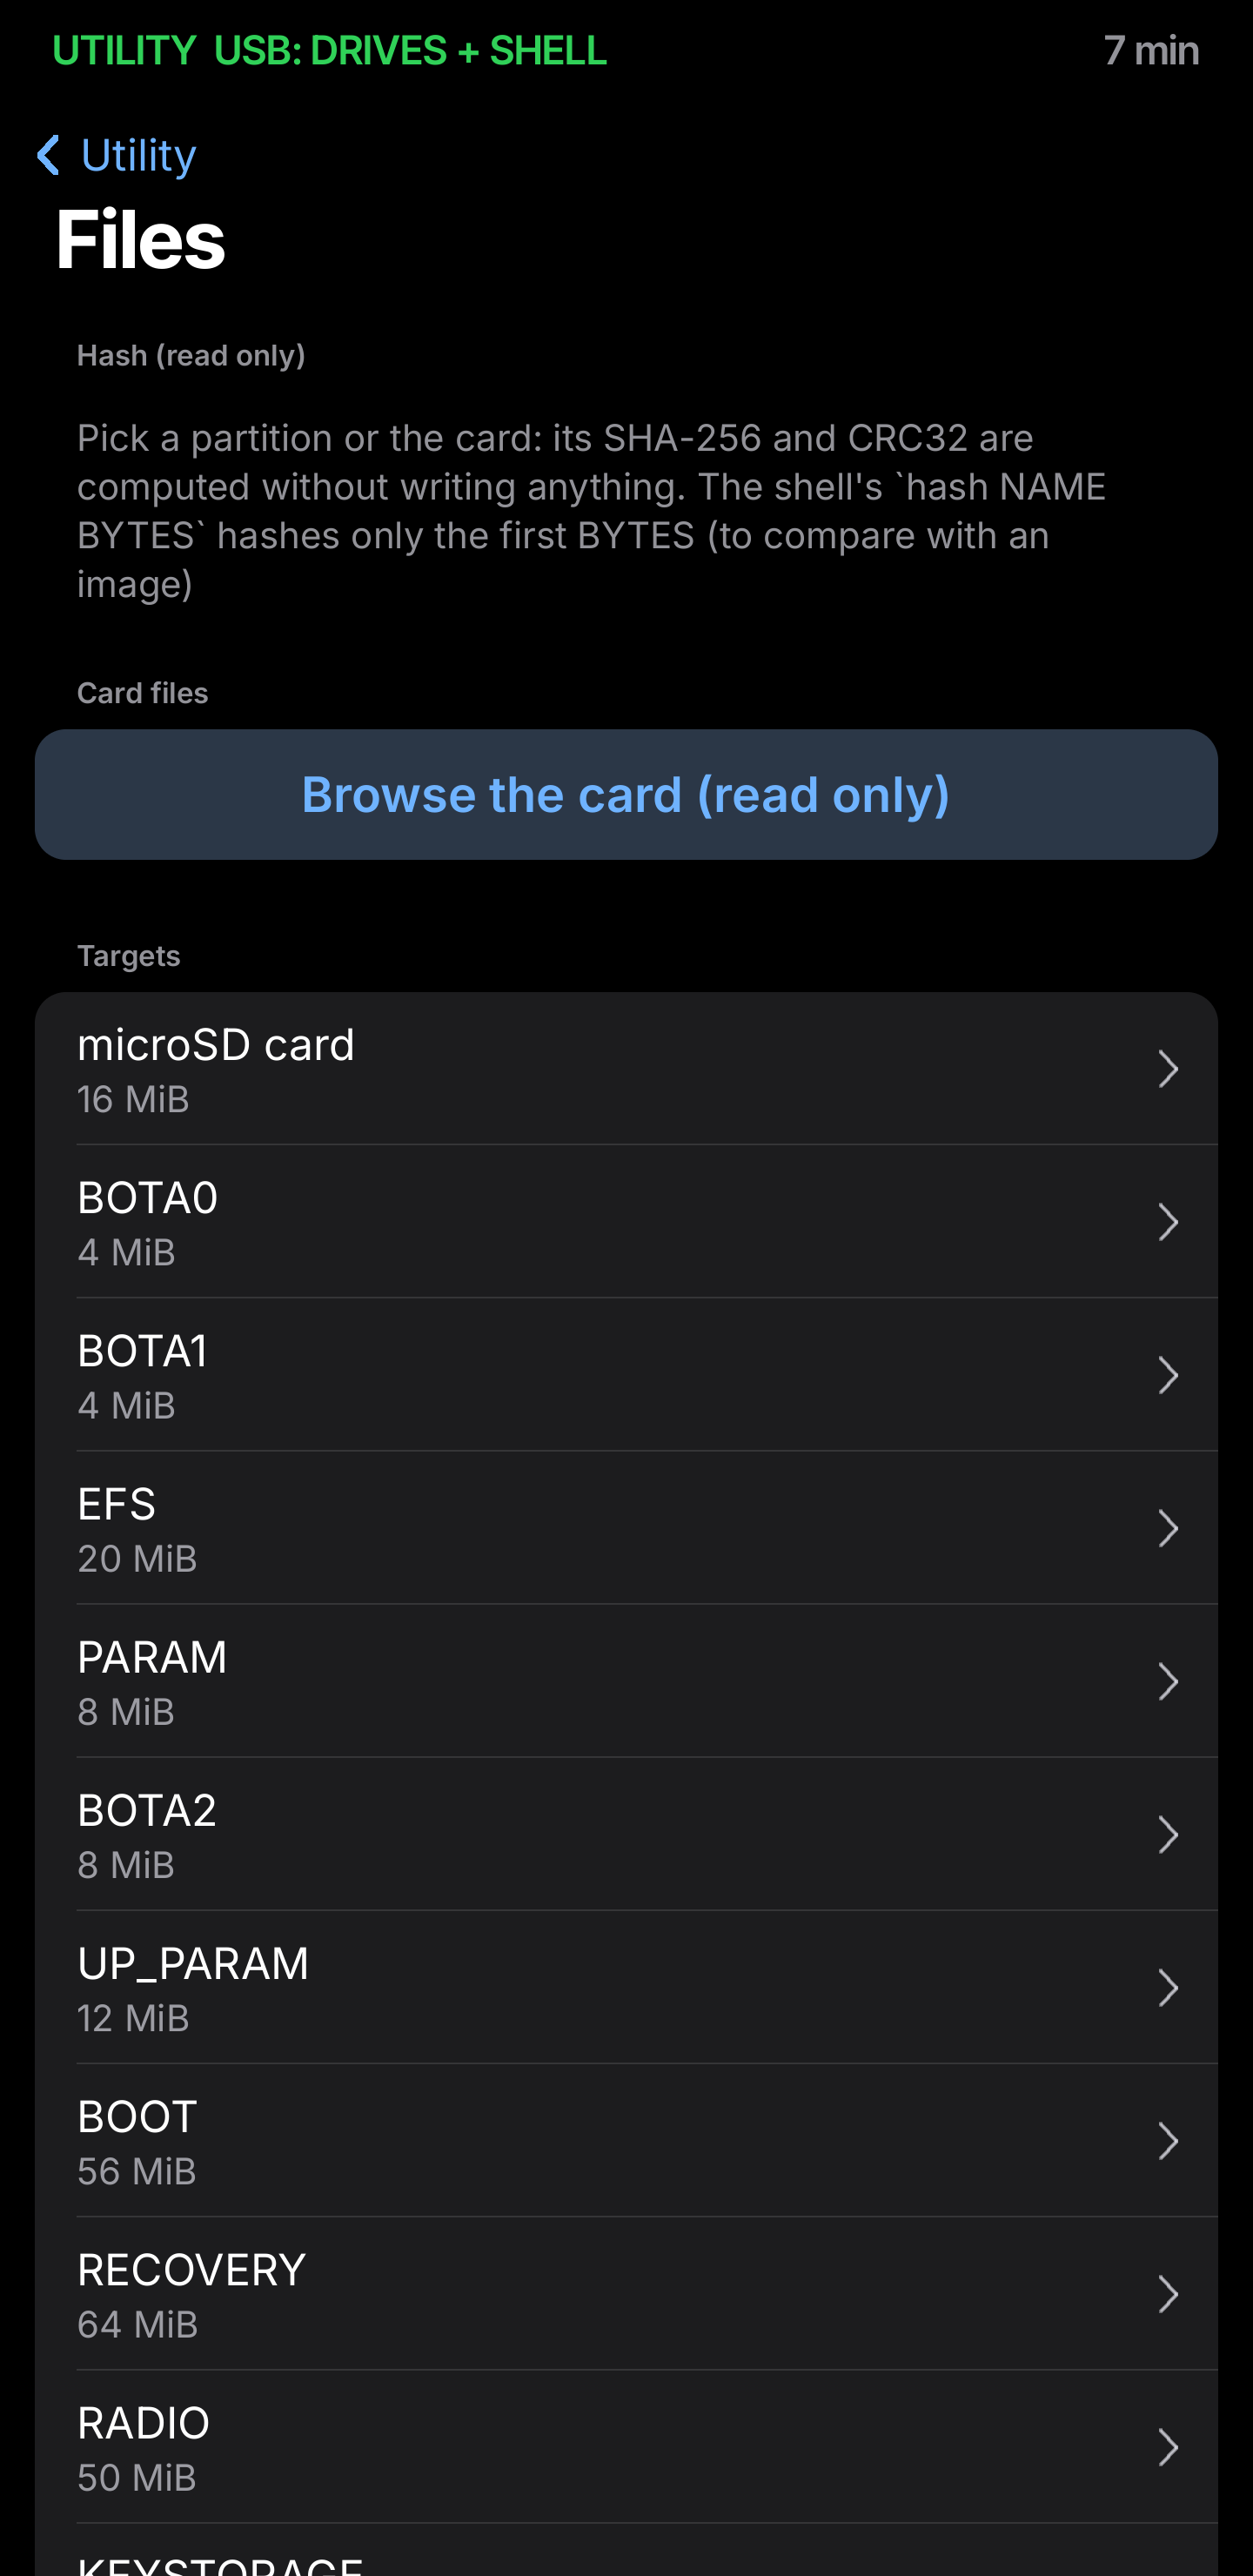 UTILITY USB: DRIVES + SHELL
7 min
Utility
Files
Hash (read only)
Pick a partition or the card: its SHA-256 and CRC32 are
computed without writing anything. The shell's `hash NAME
BYTES` hashes only the first BYTES (to compare with an
image)
Card files
Browse the card (read only)
Targets
microSD card
16 MiB
BOTA0
4 MiB
BOTA1
4 MiB
EFS
20 MiB
PARAM
8 MiB
BOTA2
8 MiB
UP_PARAM
12 MiB
BOOT
56 MiB
RECOVERY
64 MiB
RADIO
50 MiB
KEYSTORAGE